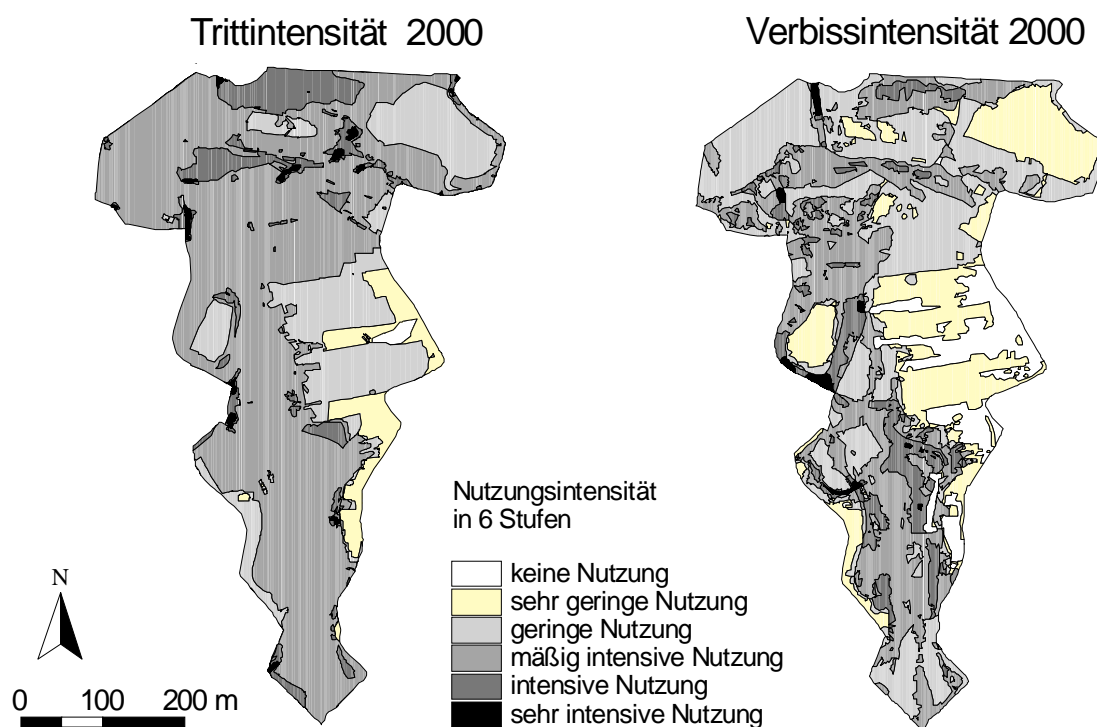 Trittintensität 2000
Verbissintensität 2000
Nutzungsintensität
in 6 Stufen
keine Nutzung
sehr geringe Nutzung
geringe Nutzung
mäßig intensive Nutzung
intensive Nutzung
sehr intensive Nutzung
N
0 100 200 m